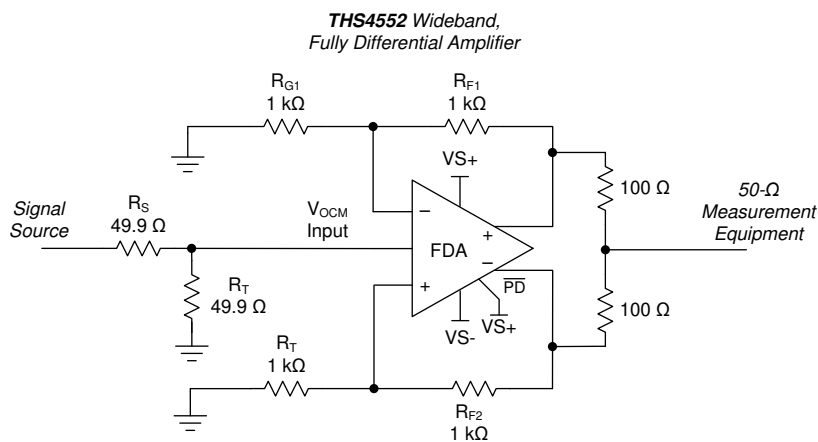 THS4552 Wideband,
Fully Differential Amplifier
RG1
1 kΩ
RF1
1 kΩ
VS+
100 Ω
50-Ω
Measurement
Equipment
Signal
Source
RS
49.9 Ω
VOCM
Input
−
+
FDA
−
+
PD
RT
49.9 Ω
VS-
VS+
100 Ω
RT
1 kΩ
RF2
1 kΩ